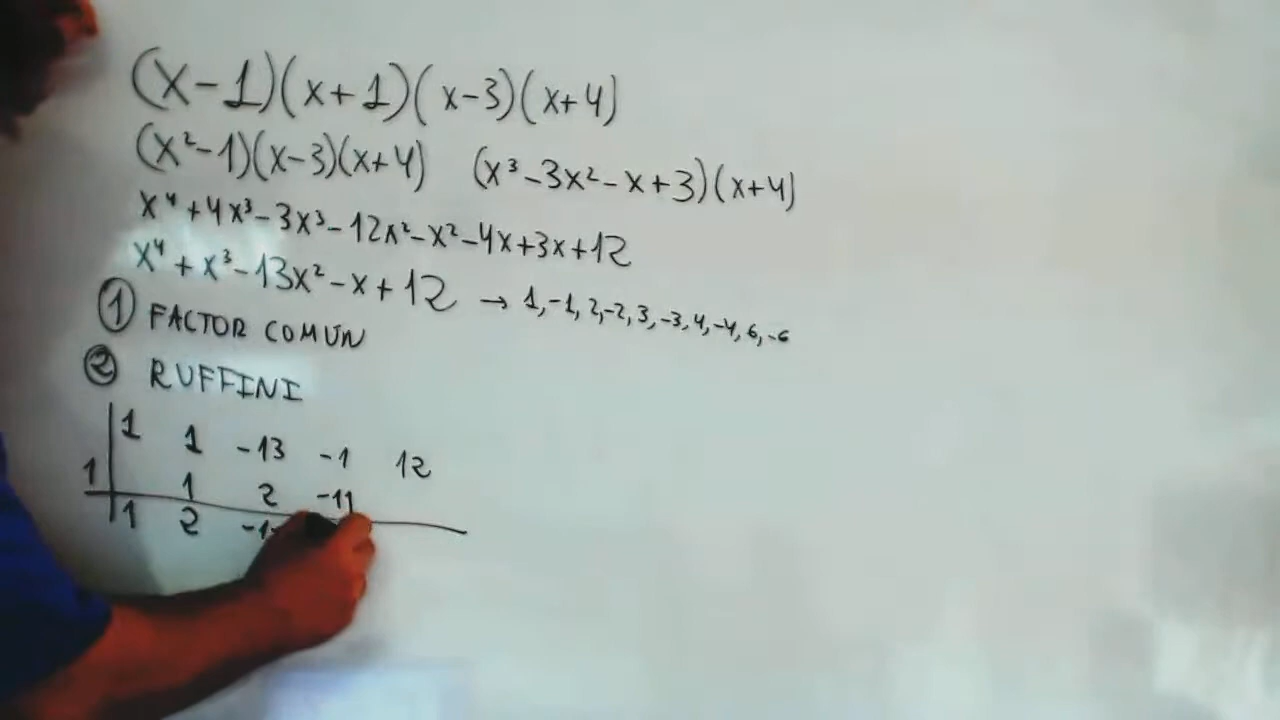 (x-1)(x+1)(x-3)(x+4)
(x²-1)(x-3)(x+4) (x³-3x²-x+3)(x+4)
x⁴+4x³-3x³-12x²-x²-4x+3x+12
x⁴+x³-13x²-x+12 → 1,-1,2,-2,3,-3,4,-4,6,-6
① FACTOR COMUN
② RUFFINI
1 1 -13 -1 12
1 1 2 -11
1 2